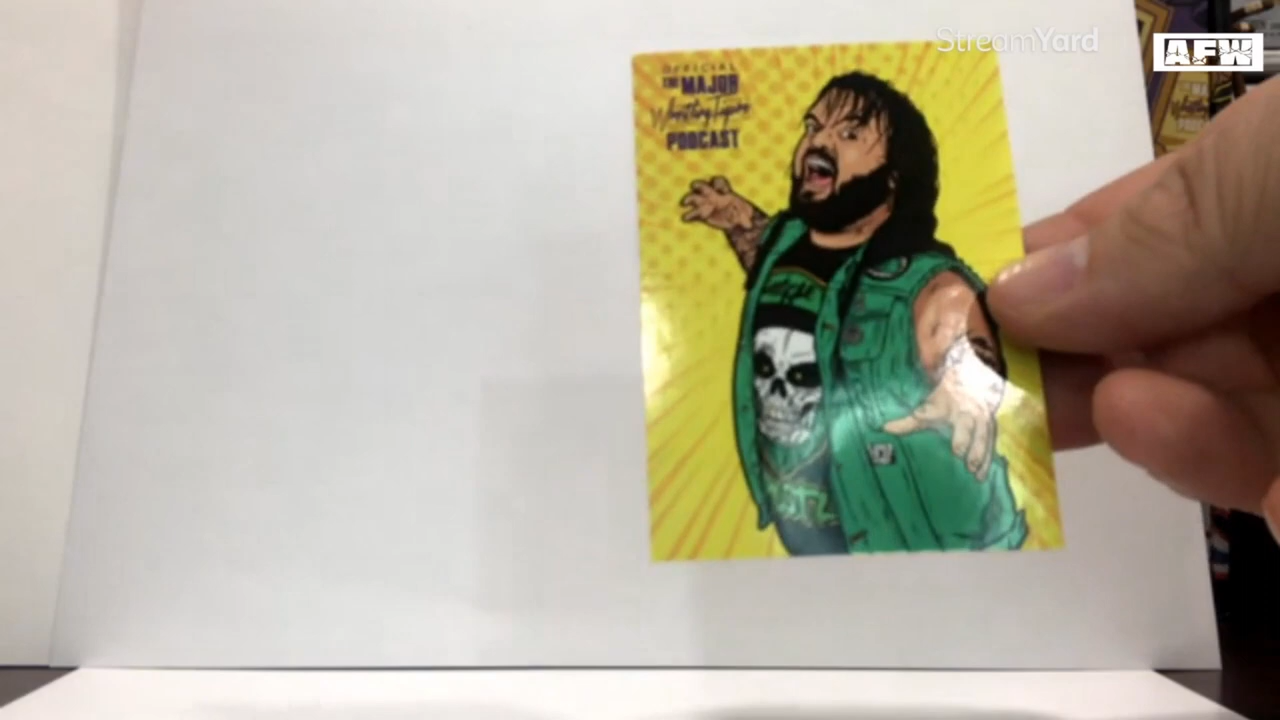 StreamYard
AFW
OFFICIAL
THE MAJOR
Wrestling Figure
PODCAST